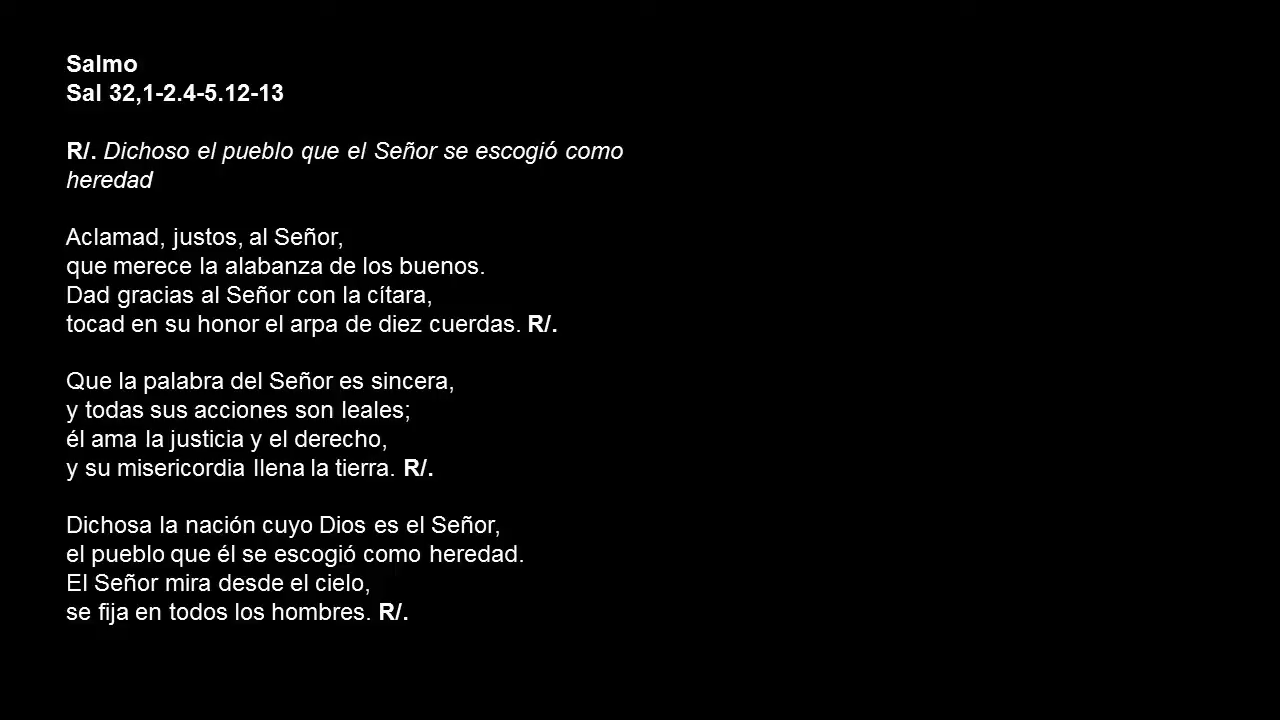 Salmo
Sal 32,1-2.4-5.12-13
R/. Dichoso el pueblo que el Señor se escogió como
heredad
Aclamad, justos, al Señor,
que merece la alabanza de los buenos.
Dad gracias al Señor con la cítara,
tocad en su honor el arpa de diez cuerdas. R/.
Que la palabra del Señor es sincera,
y todas sus acciones son leales;
él ama la justicia y el derecho,
y su misericordia llena la tierra. R/.
Dichosa la nación cuyo Dios es el Señor,
el pueblo que él se escogió como heredad.
El Señor mira desde el cielo,
se fija en todos los hombres. R/.